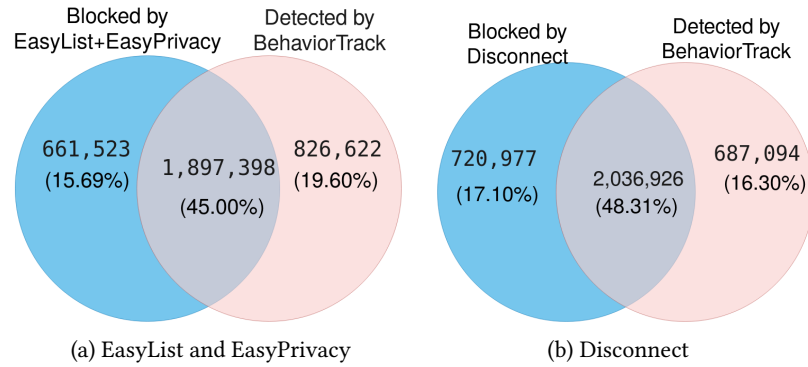 Blocked by
EasyList+EasyPrivacy
Detected by
BehaviorTrack
661,523
(15.69%)
1,897,398
(45.00%)
826,622
(19.60%)
(a) EasyList and EasyPrivacy
Blocked by
Disconnect
Detected by
BehaviorTrack
720,977
(17.10%)
2,036,926
(48.31%)
687,094
(16.30%)
(b) Disconnect